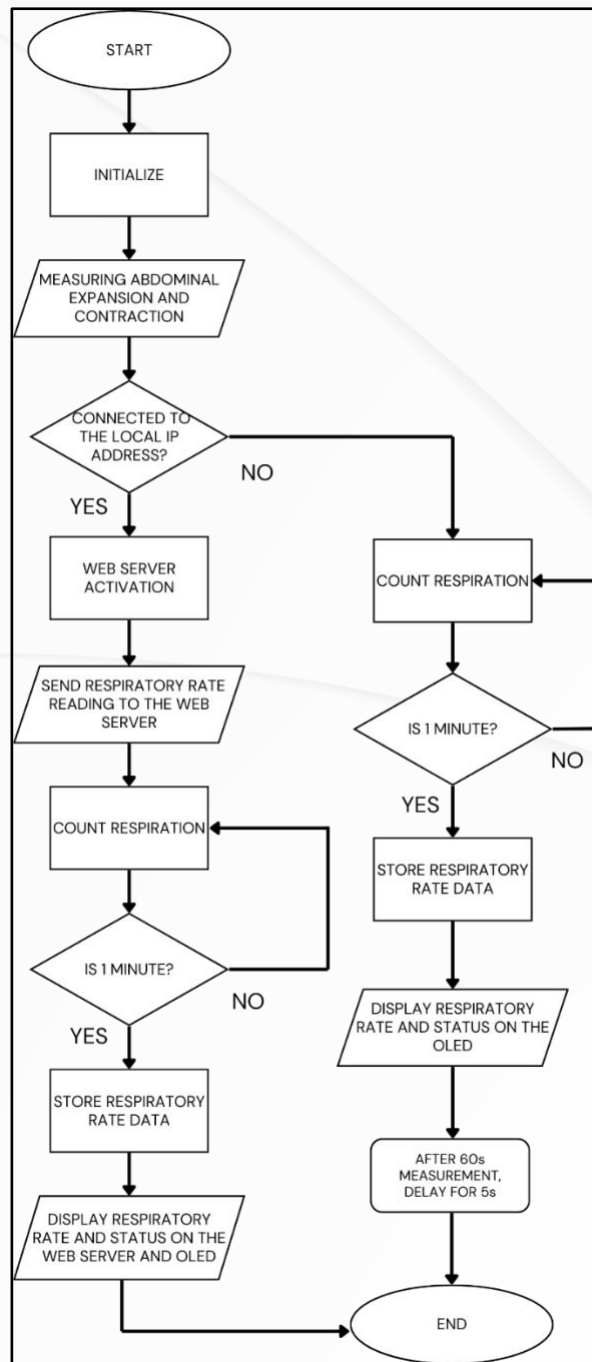 START
INITIALIZE
MEASURING ABDOMINAL
EXPANSION AND
CONTRACTION
CONNECTED TO
THE LOCAL IP
ADDRESS?
NO
YES
WEB SERVER
ACTIVATION
SEND RESPIRATORY RATE
READING TO THE WEB
SERVER
COUNT RESPIRATION
IS 1 MINUTE?
NO
YES
STORE RESPIRATORY
RATE DATA
DISPLAY RESPIRATORY
RATE AND STATUS ON THE
WEB SERVER AND OLED
COUNT RESPIRATION
IS 1 MINUTE?
NO
YES
STORE RESPIRATORY
RATE DATA
DISPLAY RESPIRATORY
RATE AND STATUS ON THE
OLED
AFTER 60s
MEASUREMENT,
DELAY FOR 5s
END